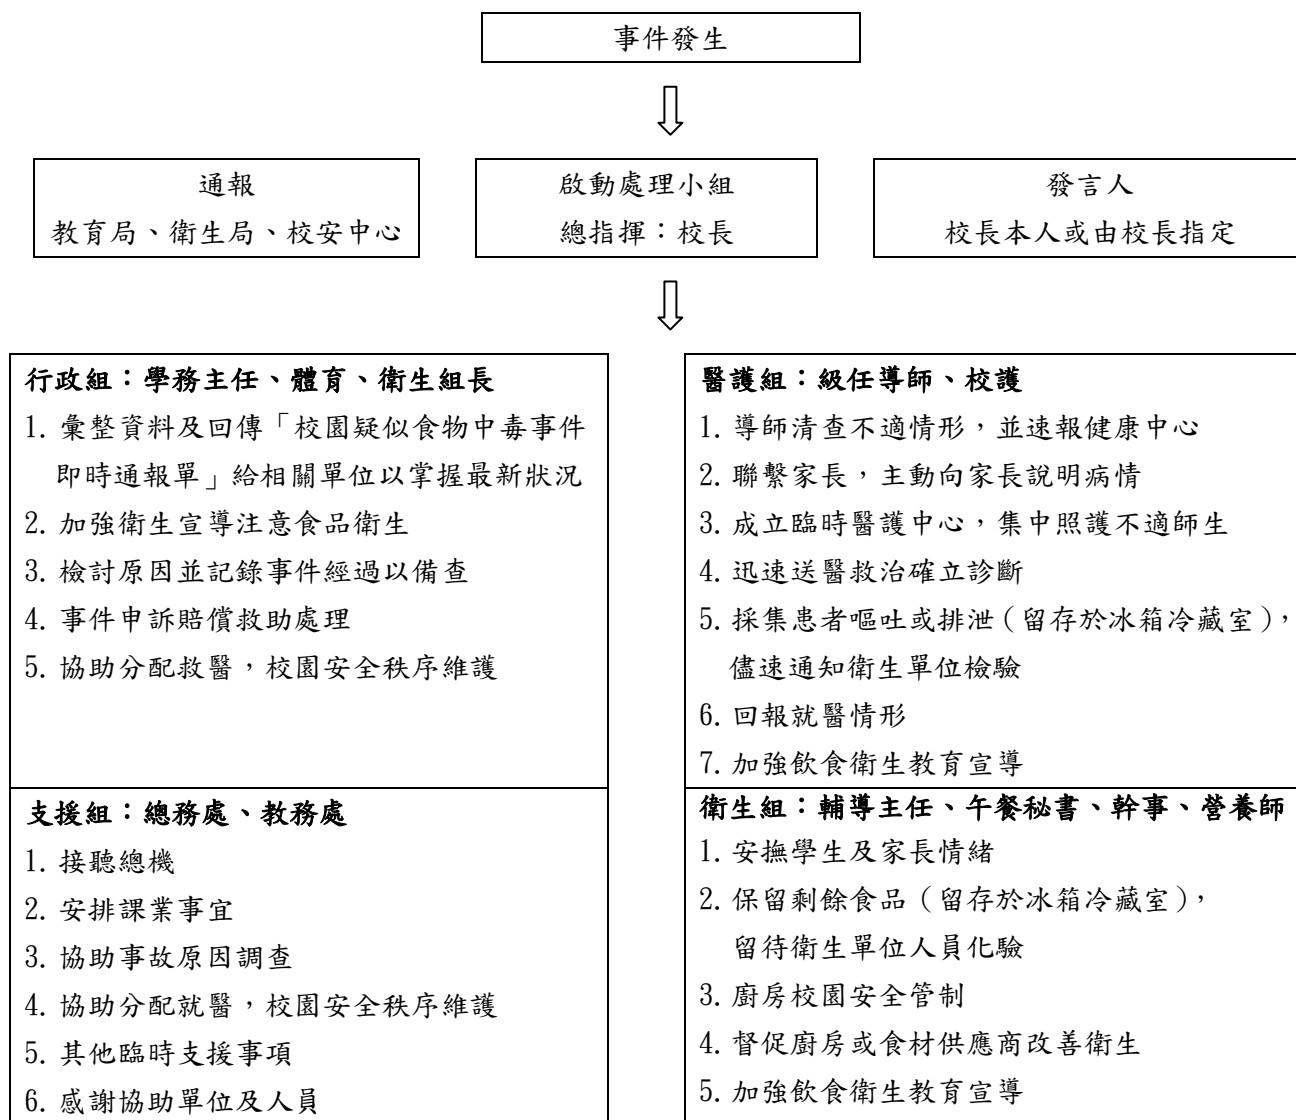 事件發生
通報
教育局、衛生局、校安中心
啟動處理小組
總指揮：校長
發言人
校長本人或由校長指定
行政組：學務主任、體育、衛生組長
1. 彙整資料及回傳「校園疑似食物中毒事件
即時通報單」給相關單位以掌握最新狀況
2. 加強衛生宣導注意食品衛生
3. 檢討原因並記錄事件經過以備查
4. 事件申訴賠償救助處理
5. 協助分配救醫，校園安全秩序維護
醫護組：級任導師、校護
1. 導師清查不適情形，並速報健康中心
2. 聯繫家長，主動向家長說明病情
3. 成立臨時醫護中心，集中照護不適師生
4. 迅速送醫救治確立診斷
5. 採集患者嘔吐或排泄（留存於冰箱冷藏室），
儘速通知衛生單位檢驗
6. 回報就醫情形
7. 加強飲食衛生教育宣導
支援組：總務處、教務處
1. 接聽總機
2. 安排課業事宜
3. 協助事故原因調查
4. 協助分配就醫，校園安全秩序維護
5. 其他臨時支援事項
6. 感謝協助單位及人員
衛生組：輔導主任、午餐秘書、幹事、營養師
1. 安撫學生及家長情緒
2. 保留剩餘食品（留存於冰箱冷藏室），
留待衛生單位人員化驗
3. 廚房校園安全管制
4. 督促廚房或食材供應商改善衛生
5. 加強飲食衛生教育宣導